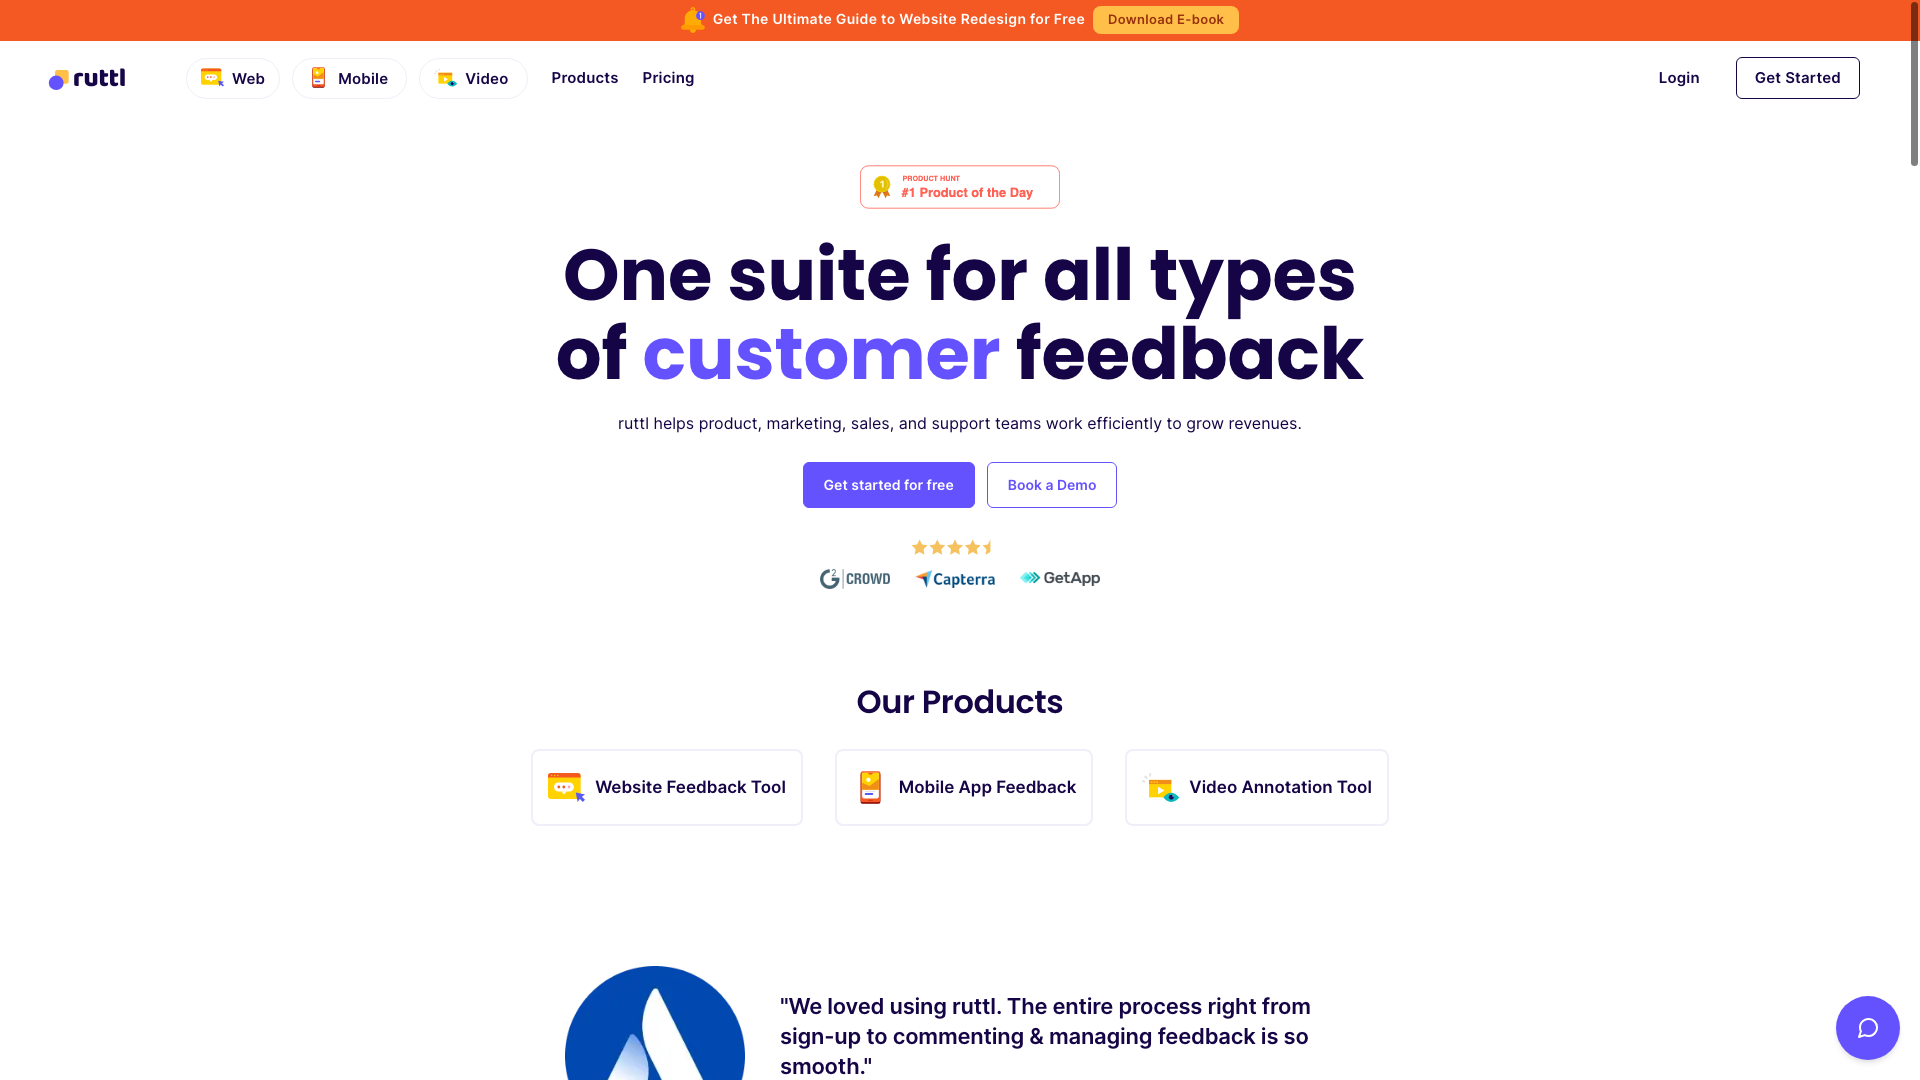 Get The Ultimate Guide to Website Redesign for Free
Download E-book
ruttl
Web
Mobile
Video
Products
Pricing
Login
Get Started
1
PRODUCT HUNT
#1 Product of the Day
One suite for all types
of customer feedback
ruttl helps product, marketing, sales, and support teams work efficiently to grow revenues.
Get started for free
Book a Demo
G2 CROWD
Capterra
GetApp
Our Products
Website Feedback Tool
Mobile App Feedback
Video Annotation Tool
"We loved using ruttl. The entire process right from
sign-up to commenting & managing feedback is so
smooth."